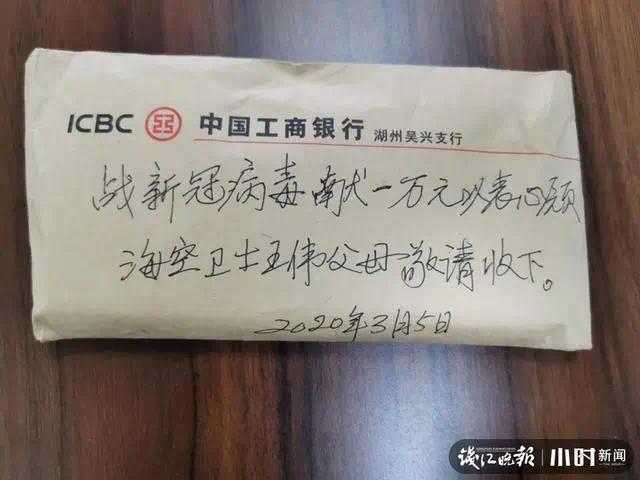 ICBC 中国工商银行 湖州吴兴支行
战新冠病毒献一万元以表心愿
海空卫士王伟父母敬请收下。
2020年3月5日
钱江晚报 小时新闻